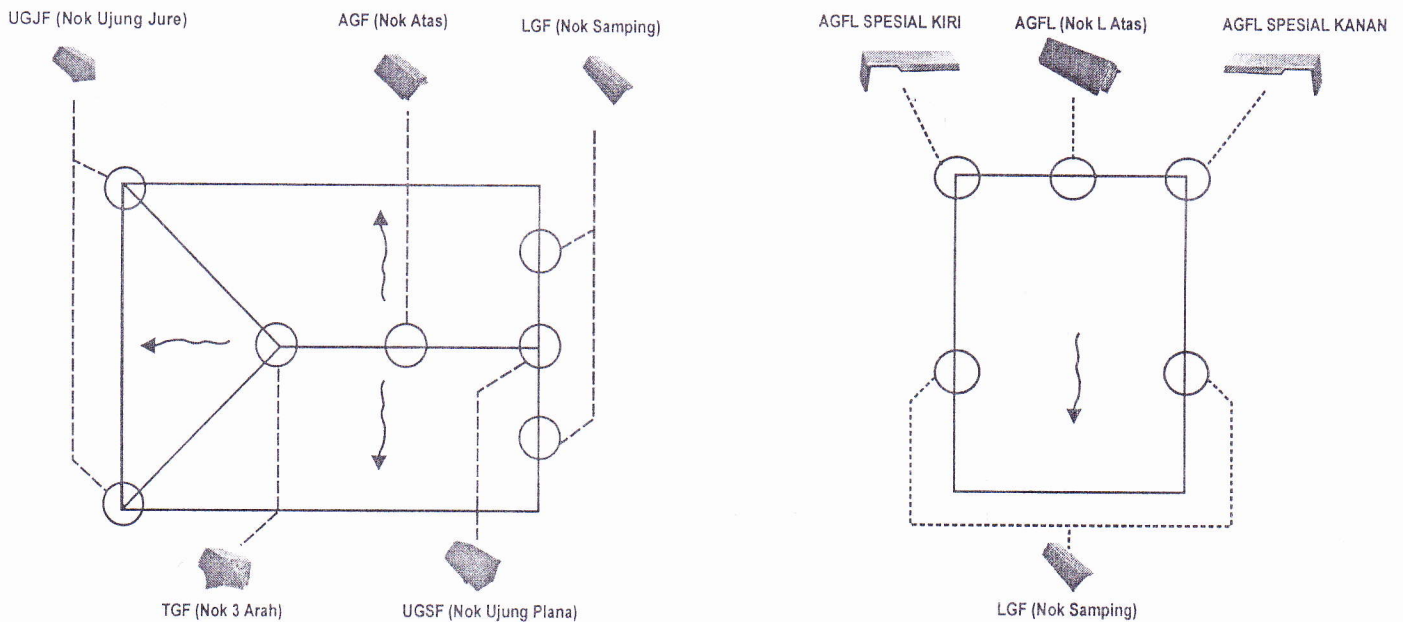 UGJF (Nok Ujung Jure)
AGF (Nok Atas)
LGF (Nok Samping)
TGF (Nok 3 Arah)
UGSF (Nok Ujung Plana)
AGFL SPESIAL KIRI
AGFL (Nok L Atas)
AGFL SPESIAL KANAN
LGF (Nok Samping)